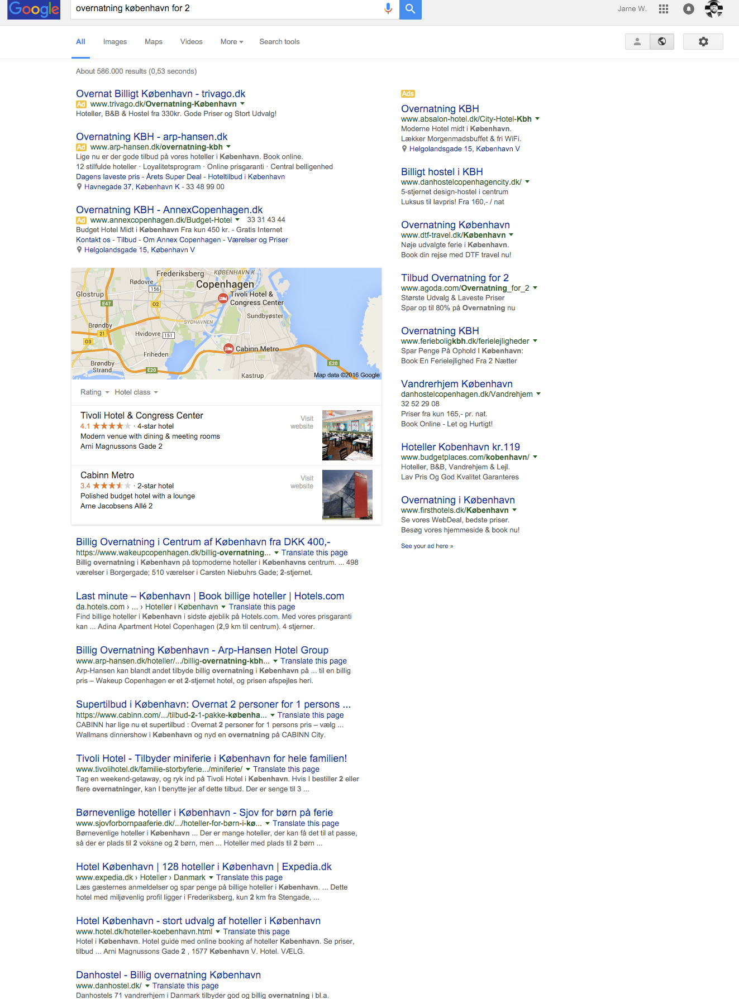 Google
overnatning københavn for 2
Jarne W.
All Images Maps Videos More Search tools
About 586.000 results (0,53 seconds)
Overnat Billigt København - trivago.dk
Ad www.trivago.dk/Overnatning-København
Hoteller, B&B & Hostel fra 330kr. Gode Priser og Stort Udvalg!
Overnatning KBH - arp-hansen.dk
Ad www.arp-hansen.dk/overnatning-kbh
Lige nu er der gode tilbud på vores hoteller i København. Book online.
12 stilfulde hoteller · Loyalitetsprogram · Online prisgaranti · Central belligenhed
Dagens laveste pris - Årets Super Deal - Hoteltilbud i København
Havnegade 37, København K - 33 48 99 00
Overnatning KBH - AnnexCopenhagen.dk
Ad www.annexcopenhagen.dk/Budget-Hotel 33 31 43 44
Budget Hotel Midt i København Fra kun 450 kr. - Gratis Internet
Kontakt os - Tilbud - Om Annex Copenhagen - Værelser og Priser
Helgolandsgade 15, København V
Frederiksberg
KØBENHAVN K
Rødovre
Copenhagen
156
Glostrup
Tivoli Hotel &
Congress Center
E47
O2
Sundbyøster
SYDHAVNEN
Brøndby
21
Hvidovre
151
O3
Cabinn Metro
Friheden
Brøndby
Strand
E20
E20
Kastrup
Map data ©2016 Google
Rating Hotel class
Tivoli Hotel & Congress Center
4.1 · 4-star hotel
Modern venue with dining & meeting rooms
Arni Magnussons Gade 2
Visit
website
Cabinn Metro
3.4 · 2-star hotel
Polished budget hotel with a lounge
Arne Jacobsens Allé 2
Visit
website
Billig Overnatning i Centrum af København fra DKK 400,-
https://www.wakeupcopenhagen.dk/billig-overnatning... Translate this page
Billig overnatning i København på topmoderne hoteller i Københavns centrum. ... 498
værelser i Borgergade; 510 værelser i Carsten Niebuhrs Gade; 2-stjernet.
Last minute – København | Book billige hoteller | Hotels.com
da.hotels.com › ... › Hoteller i København Translate this page
Find billige hoteller i København i sidste øjeblik på Hotels.com. Med vores prisgaranti
kan ... Adina Apartment Hotel Copenhagen (2,9 km til centrum). 4 stjerner.
Billig Overnatning København - Arp-Hansen Hotel Group
www.arp-hansen.dk/hoteller/.../billig-overnatning-kbh... Translate this page
Arp-Hansen kan blandt andet tilbyde billig overnatning i København på ... til en billig
pris – Wakeup Copenhagen er et 2-stjernet hotel, og prisen afspejles heri.
Supertilbud i København: Overnat 2 personer for 1 persons ...
https://www.cabinn.com/.../tilbud-2-1-pakke-københa... Translate this page
CABINN har lige nu et supertilbud : Overnat 2 personer for 1 persons pris – vælg ...
Wallmans dinnershow i København og nyd en overnatning på CABINN City.
Tivoli Hotel - Tilbyder miniferie i København for hele familien!
www.tivolihotel.dk/familie-storbyferie.../miniferie/ Translate this page
Tag en weekend-getaway, og ryk ind på Tivoli Hotel i København. Hvis I bestiller 2 eller
flere overnatninger, kan I benytte jer af dette tilbud. Der er senge til 3 ...
Børnevenlige hoteller i København - Sjov for børn på ferie
www.sjovforbornpaaferie.dk/.../hoteller-for-børn-i-kø... Translate this page
Børnevenlige hoteller i København ... Der er mange hoteller, der kan få det til at passe,
så der er plads til 2 voksne og 2 børn, men ... Hoteller med plads til 2 børn ...
Hotel København | 128 hoteller i København | Expedia.dk
www.expedia.dk › Hoteller › Danmark Translate this page
Læs gæsternes anmeldelser og spar penge på billige hoteller i København. ... Dette
hotel med miljøvenlig profil ligger i Frederiksberg, kun 2 km fra Stengade, ...
Hotel København - stort udvalg af hoteller i København
www.hotel.dk/hoteller-koebenhavn.html Translate this page
Hotel i København. Hotel guide med online booking af hoteller København. Se priser,
tilbud ... Arni Magnussons Gade 2 , 1577 København V. Hotel. VÆLG.
Danhostel - Billig overnatning København
www.danhostel.dk/ Translate this page
Danhostels 71 vandrerhjem i Danmark tilbyder god og billig overnatning i bl.a.
Ads
Overnatning KBH
www.absalon-hotel.dk/City-Hotel-Kbh
Moderne Hotel midt i København.
Lækker Morgenmadsbuffet & fri WiFi.
Helgolandsgade 15, København V
Billigt hostel i KBH
www.danhostelcopenhagencity.dk/
5-stjernet design-hostel i centrum
Luksus til lavpris! Fra 160,- / nat
Overnatning København
www.dtf-travel.dk/København
Nøje udvalgte ferie i København.
Book din rejse med DTF travel nu!
Tilbud Overnatning for 2
www.agoda.com/Overnatning_for_2
Største Udvalg & Laveste Priser
Spar op til 80% på Overnatning nu
Overnatning KBH
www.ferieboligkbh.dk/ferielejligheder
Spar Penge På Ophold I København:
Book En Ferielejlighed Fra 2 Nætter
Vandrerhjem København
danhostelcopenhagen.dk/Vandrehjem
32 52 29 08
Priser fra kun 165,- pr. nat.
Book Online - Let og Hurtigt!
Hoteller Kobenhavn kr.119
www.budgetplaces.com/kobenhavn/
Hoteller, B&B, Vandrehjem & Lejl.
Lav Pris Og God Kvalitet Garanteres
Overnatning i København
www.firsthotels.dk/København
Se vores WebDeal, bedste priser.
Besøg vores hjemmeside & book nu!
See your ad here »